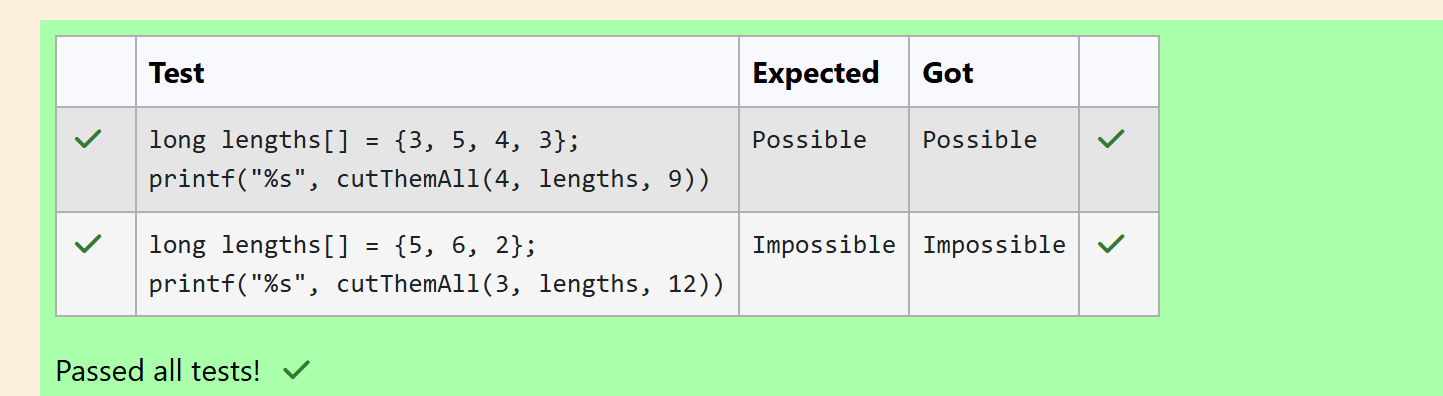 Test Expected Got
long lengths[] = {3, 5, 4, 3}; Possible Possible
printf("%s", cutThemAll(4, lengths, 9))
long lengths[] = {5, 6, 2}; Impossible Impossible
printf("%s", cutThemAll(3, lengths, 12))
Passed all tests!